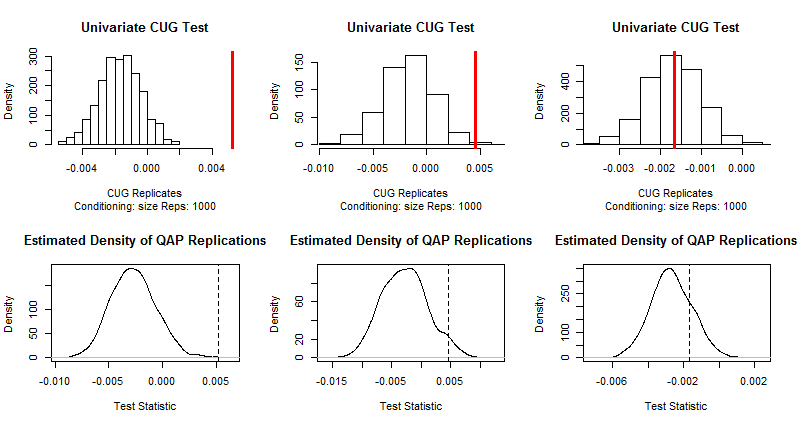 Univariate CUG Test
Density
0 100 200 300
-0.004 0.000 0.004
CUG Replicates
Conditioning: size Reps: 1000
Univariate CUG Test
Density
0 50 100 150
-0.010 -0.005 0.000 0.005
CUG Replicates
Conditioning: size Reps: 1000
Univariate CUG Test
Density
0 200 400
-0.003 -0.002 -0.001 0.000
CUG Replicates
Conditioning: size Reps: 1000
Estimated Density of QAP Replications
Density
0 50 100
-0.010 -0.005 0.000 0.005
Test Statistic
Estimated Density of QAP Replications
Density
0 20 60
-0.015 -0.005 0.005
Test Statistic
Estimated Density of QAP Replications
Density
0 100 250
-0.006 -0.002 0.002
Test Statistic